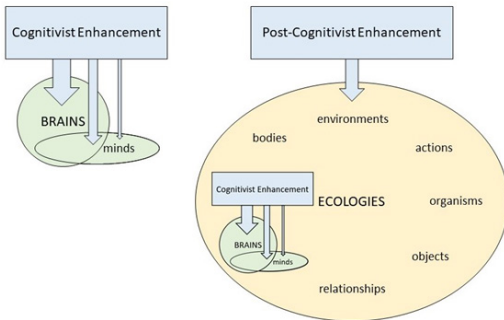 Cognitivist Enhancement
BRAINS
minds
Post-Cognitivist Enhancement
environments
bodies
actions
Cognitivist Enhancement
ECOLOGIES
organisms
BRAINS
minds
objects
relationships